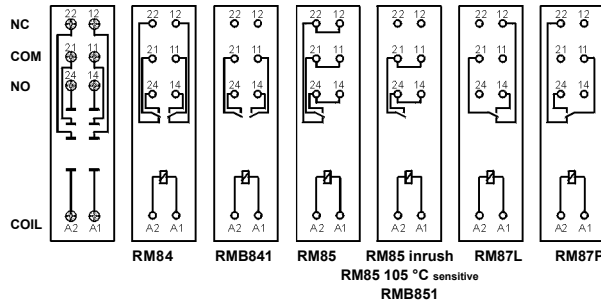 22 12 22 12 22 12 22 12 22 12 22 12 22 12
NC
COM
21 11 21 11 21 11 21 11 21 11 21 11 21 11
NO
24 14 24 14 24 14 24 14 24 14 24 14 24 14
COIL
A2 A1 A2 A1 A2 A1 A2 A1 A2 A1 A2 A1 A2 A1
RM84 RMB841 RM85 RM85 inrush RM87L RM87P
RM85 105 °C sensitive
RMB851